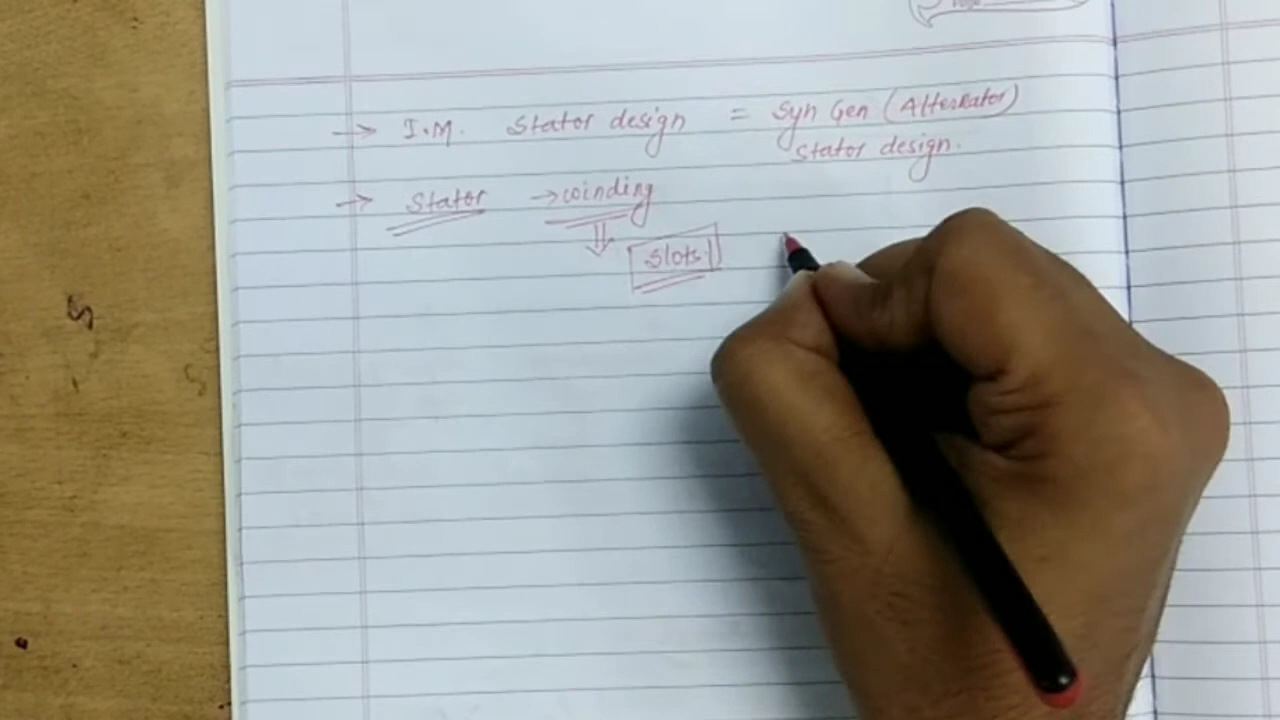 → I.M. Stator design = Syn Gen (Alternator)
Stator design.
→ Stator → winding
⇓ Slots